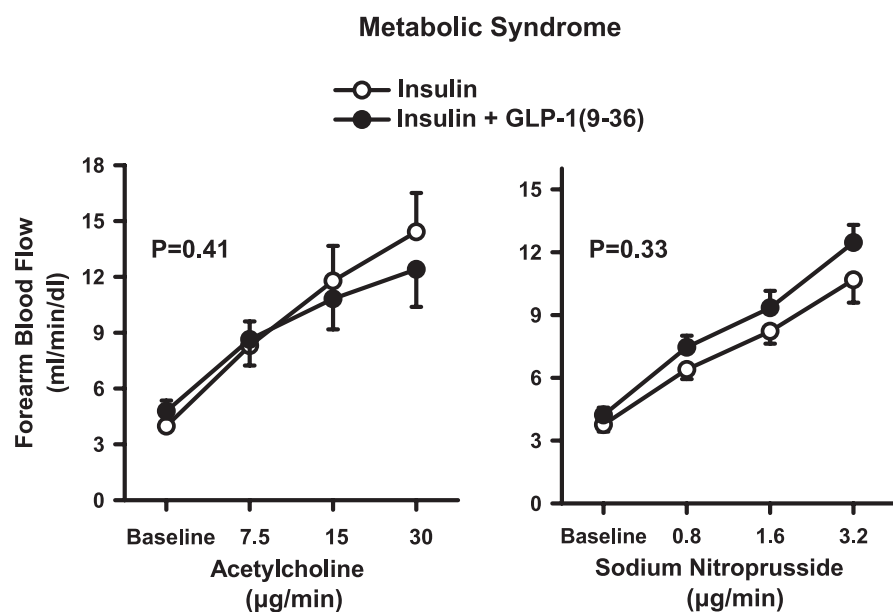 Metabolic Syndrome
Insulin
Insulin + GLP-1(9-36)
Forearm Blood Flow
(ml/min/dl)
18
15
12
9
6
3
0
P=0.41
Baseline 7.5 15 30
Acetylcholine
(µg/min)
15
12
9
6
3
0
P=0.33
Baseline 0.8 1.6 3.2
Sodium Nitroprusside
(µg/min)